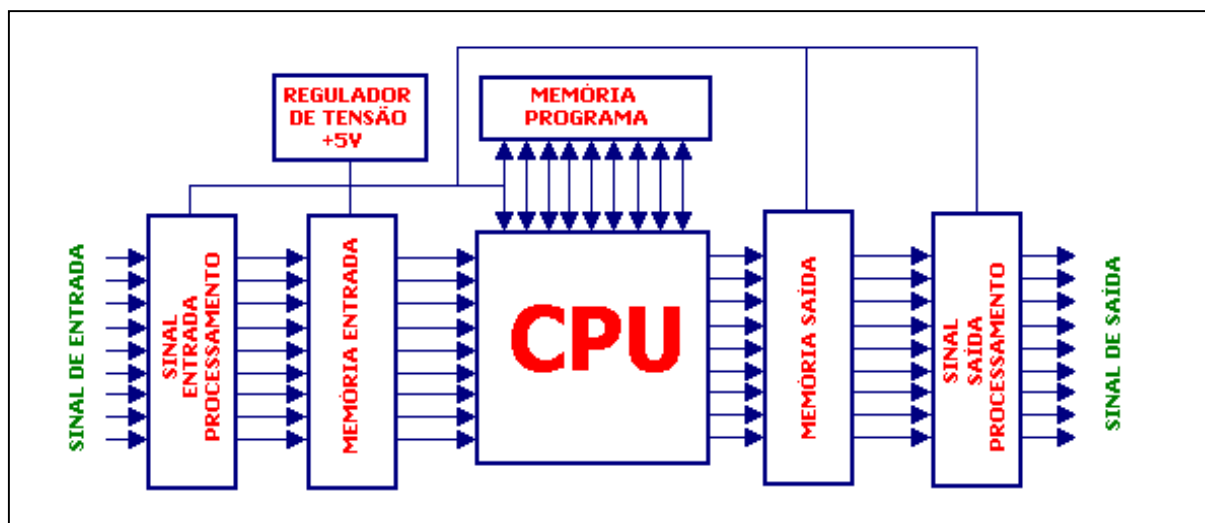 REGULADOR
DE TENSÄO
+5V
MEMÓRIA
PROGRAMA
SINAL DE ENTRADA
SINAL
ENTRADA
PROCESSAMENTO
MEMÓRIA ENTRADA
CPU
MEMÓRIA SAÍDA
SINAL
SAÍDA
PROCESSAMENTO
SINAL DE SAÍDA